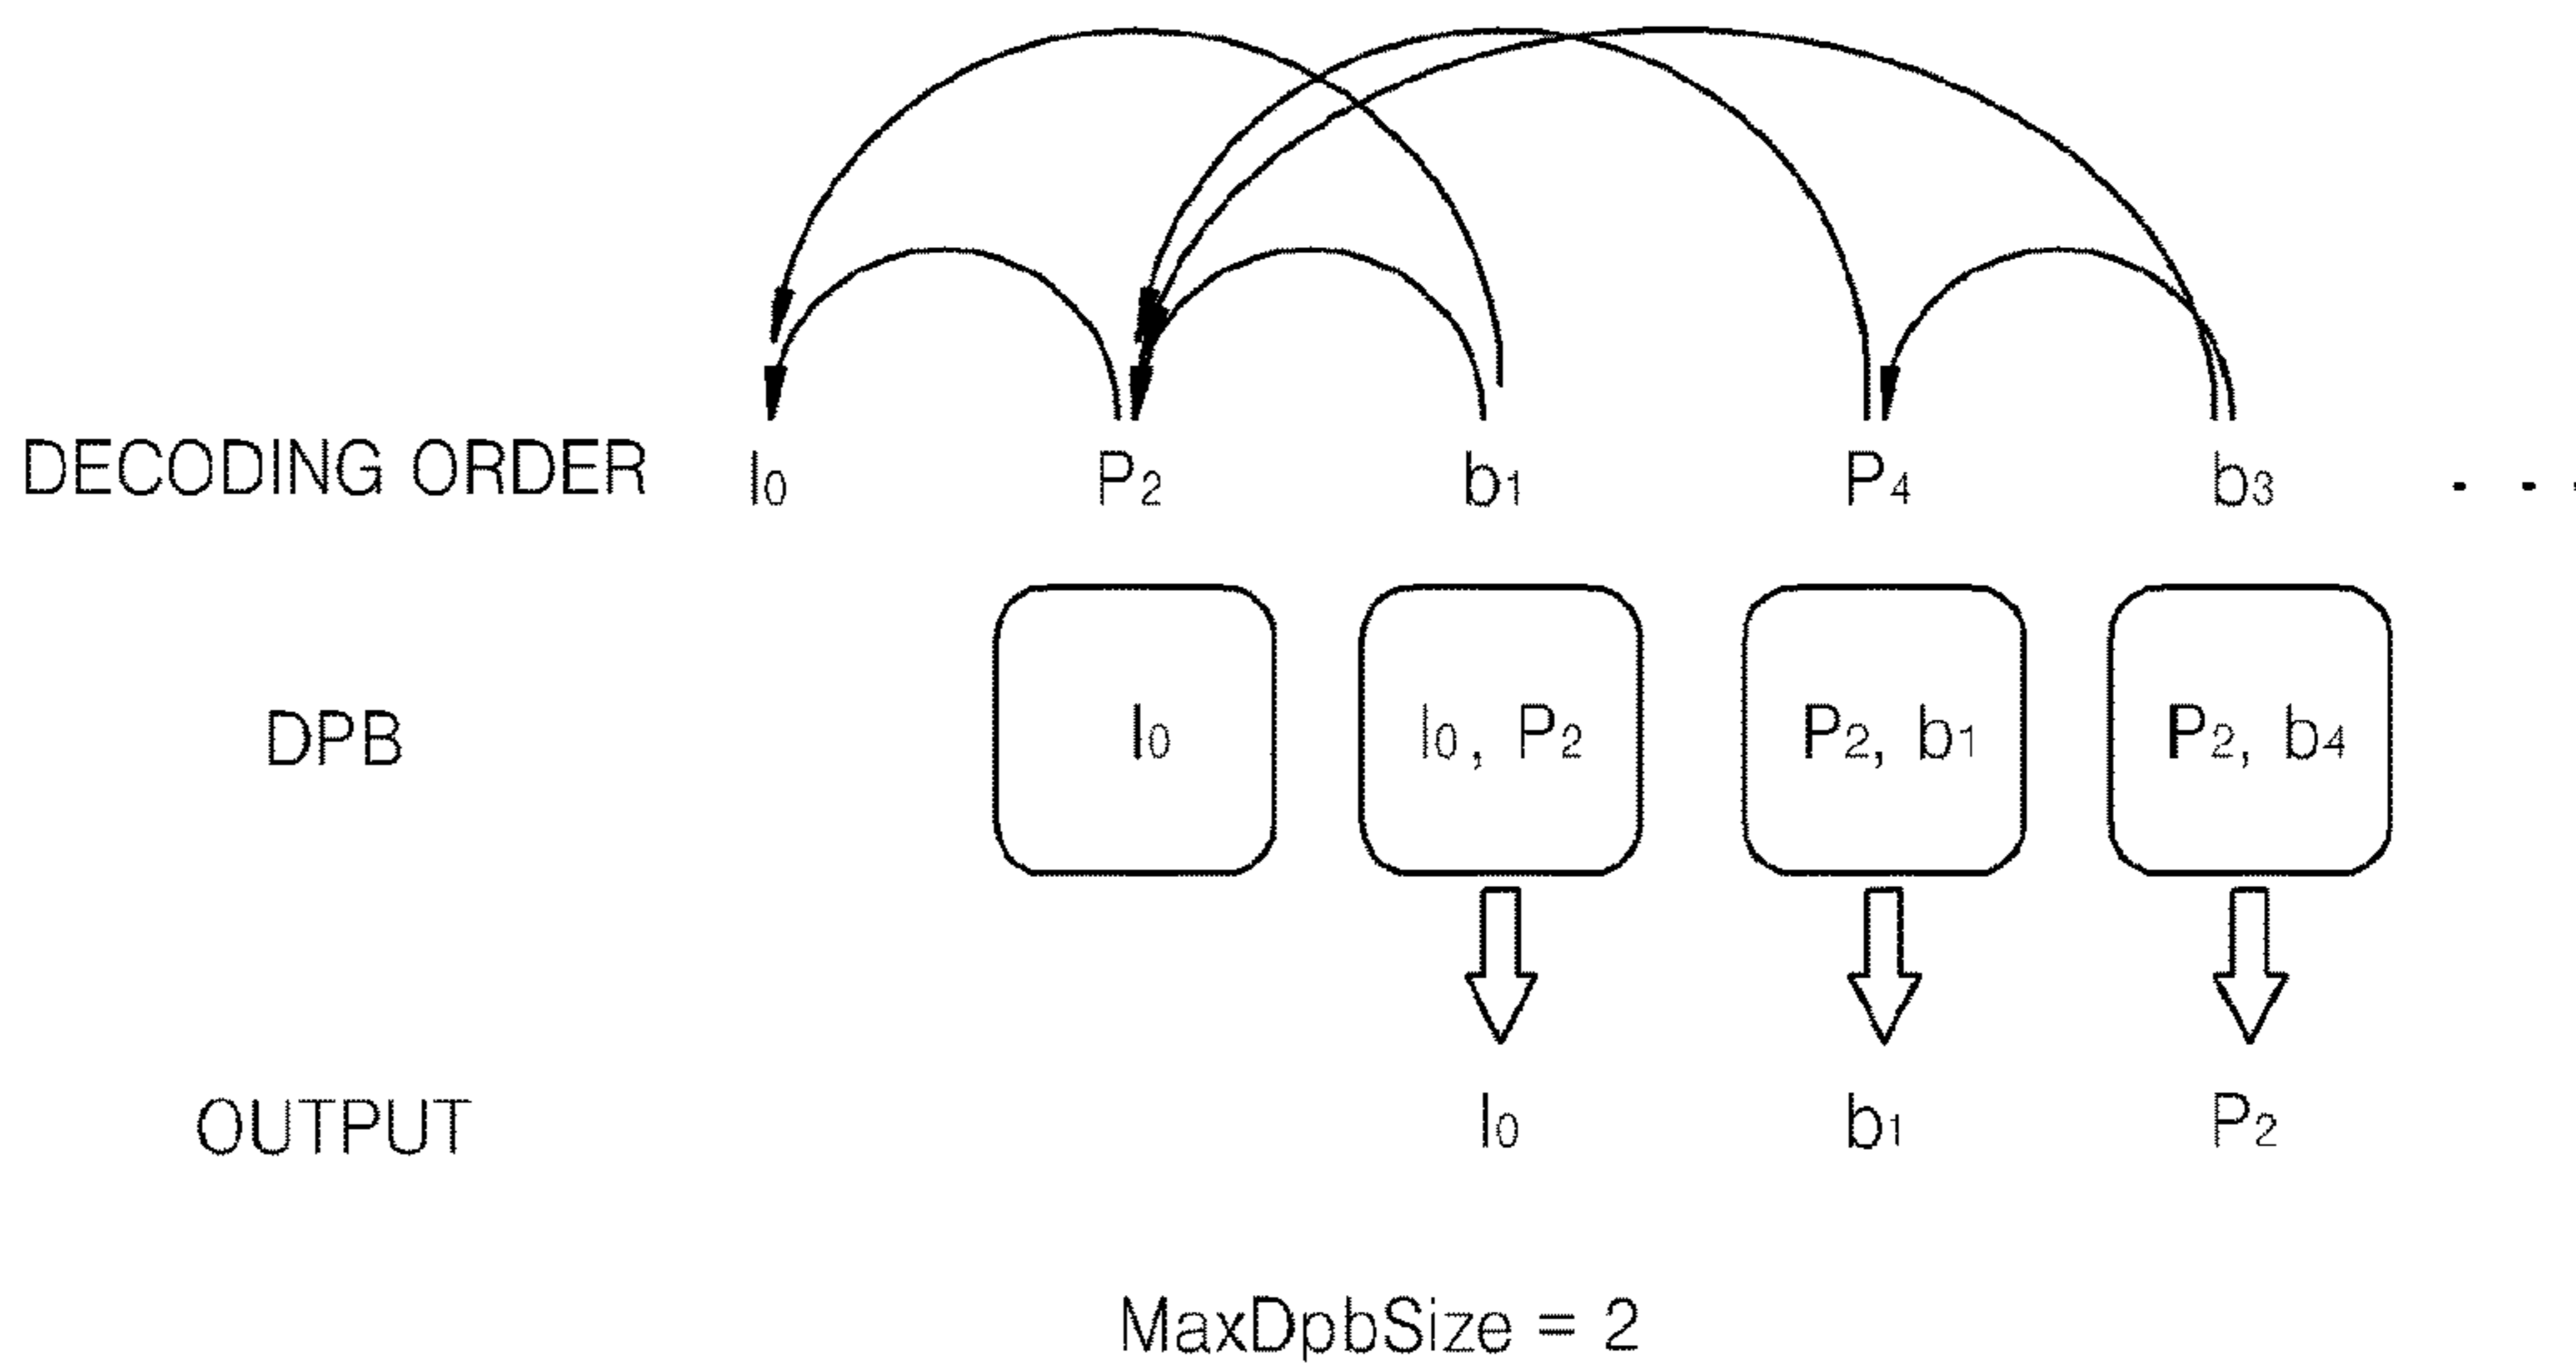 DECODING ORDER I₀ P₂ b₁ P₄ b₃ . . .
DPB I₀ I₀, P₂ P₂, b₁ P₂, b₄
OUTPUT I₀ b₁ P₂
MaxDpbSize = 2